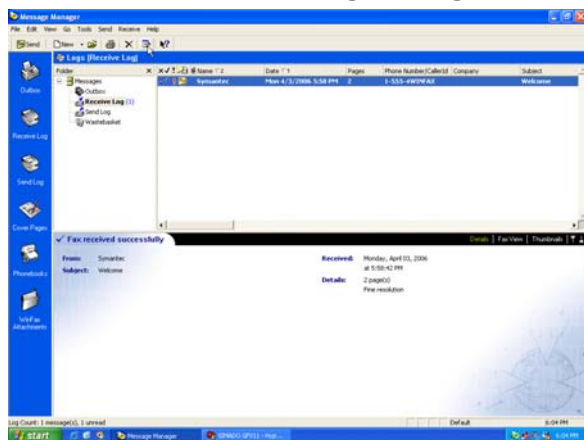 Message Manager
File Edit View Go Tools Send Receive Help
Send New
Logs [Receive Log]
Folder
Name Date Pages Phone Number/CallerId Company Subject
Messages
Symantec Mon 4/3/2006 5:58 PM 2 1-555-4WINFAX Welcome
Outbox
Receive Log (1)
Send Log
Wastebasket
Outbox
Receive Log
Send Log
Cover Pages
Phonebooks
WinFax
Attachments
Fax received successfully
Details Fax View Thumbnails
From: Symantec
Subject: Welcome
Received: Monday, April 03, 2006
at 5:58:42 PM
Details: 2 page(s)
Fine resolution
Log Count: 1 message(s), 1 unread
Default
6:04 PM
start
Message Manager
6:04 PM